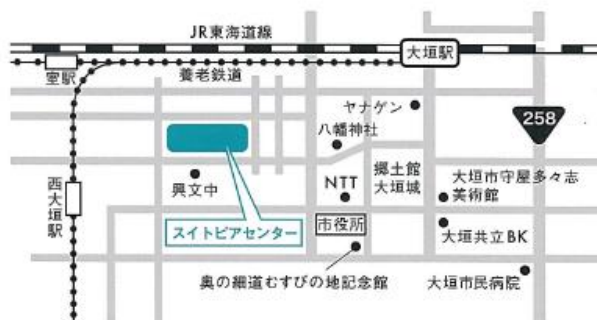 JR東海道線
大垣駅
室駅
養老鉄道
ヤナゲン
258
八幡神社
興文中
NTT
郷土館
大垣城
大垣市守屋多々志
美術館
西大垣駅
スイトピアセンター
市役所
大垣共立BK
奥の細道むすびの地記念館
大垣市民病院